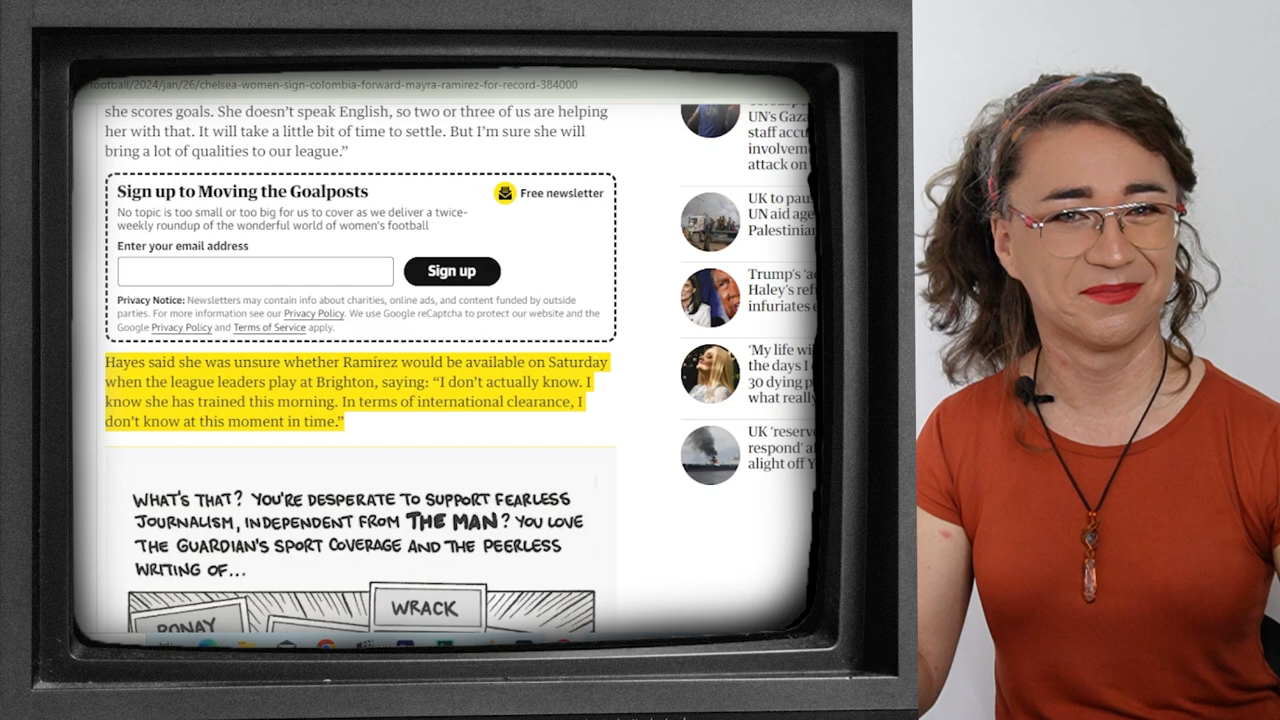 football/2024/jan/26/chelsea-women-sign-colombia-forward-mayra-ramirez-for-record-384000
she scores goals. She doesn’t speak English, so two or three of us are helping
her with that. It will take a little bit of time to settle. But I’m sure she will
bring a lot of qualities to our league.”
Sign up to Moving the Goalposts
Free newsletter
No topic is too small or too big for us to cover as we deliver a twice-
weekly roundup of the wonderful world of women's football
Enter your email address
Sign up
Privacy Notice: Newsletters may contain info about charities, online ads, and content funded by outside
parties. For more information see our Privacy Policy. We use Google reCaptcha to protect our website and the
Google Privacy Policy and Terms of Service apply.
Hayes said she was unsure whether Ramírez would be available on Saturday
when the league leaders play at Brighton, saying: “I don’t actually know. I
know she has trained this morning. In terms of international clearance, I
don’t know at this moment in time.”
WHAT'S THAT? YOU'RE DESPERATE TO SUPPORT FEARLESS
JOURNALISM, INDEPENDENT FROM THE MAN? YOU LOVE
THE GUARDIAN'S SPORT COVERAGE AND THE PEERLESS
WRITING OF...
RONAY
WRACK
UN’s Gaza
staff accu
involvem
attack on
UK to pau
UN aid age
Palestinia
Trump’s ‘a
Haley’s ref
infuriates
‘My life wi
the days I
30 dying p
what really
UK ‘reserv
respond’ a
alight off Y